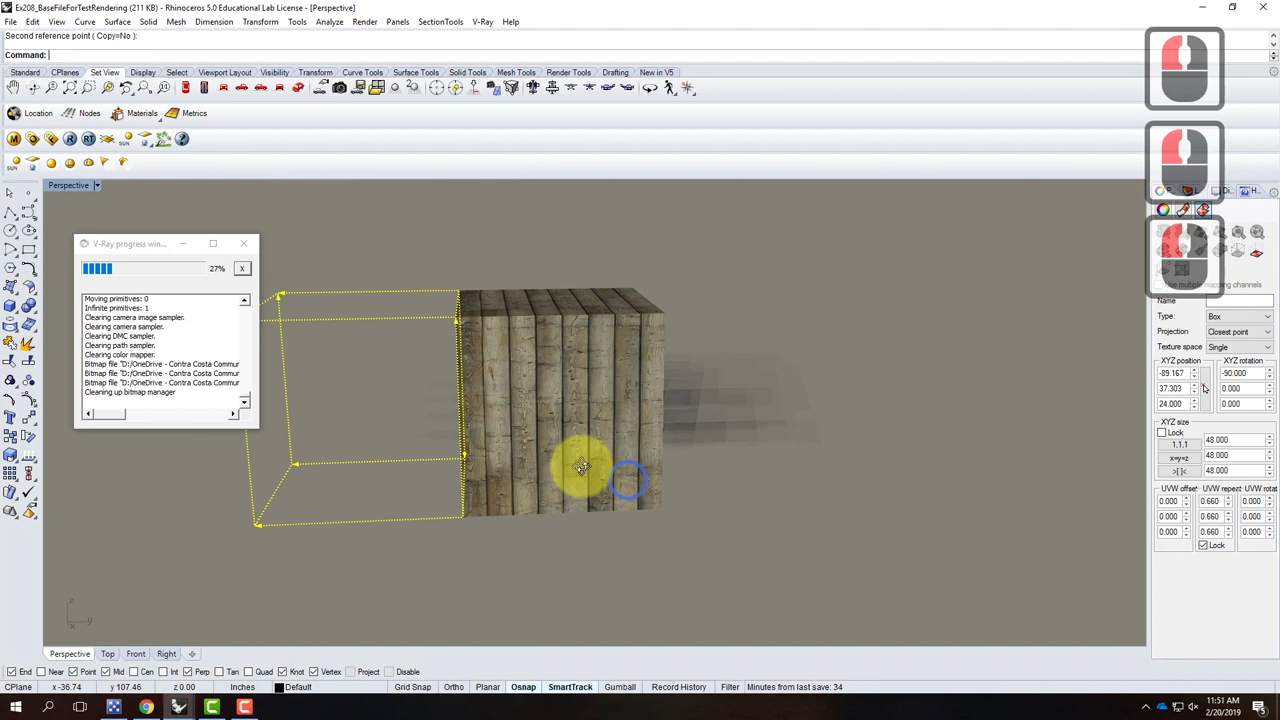 Ex208_BaseFileForTestRendering (211 KB) - Rhinoceros 5.0 Educational Lab License - [Perspective]
File Edit View Curve Surface Solid Mesh Dimension Transform Tools Analyze Render Panels SectionTools V-Ray Help
Second reference point ( Copy=No ):
Command:
Standard CPlanes Set View Display Select Viewport Layout Visibility Transform Curve Tools Surface Tools Solid Tools Mesh Tools Render Tools Drafting New in V5
Location Nodes Materials Metrics
M R RT SUN
SUN
Perspective
V-Ray progress win...
27% X
Moving primitives: 0
Infinite primitives: 1
Clearing camera image sampler.
Clearing camera sampler.
Clearing DMC sampler.
Clearing path sampler.
Clearing color mapper.
Bitmap file "D:/OneDrive - Contra Costa Commur
Bitmap file "D:/OneDrive - Contra Costa Commur
Bitmap file "D:/OneDrive - Contra Costa Commur
Cleaning up bitmap manager
P... L... Di... H...
use multiple mapping channels
Name
Type: Box
Projection Closest point
Texture space Single
XYZ position XYZ rotation
-89.167 -90.000
37.303 0.000
24.000 0.000
XYZ size
Lock 48.000
1,1,1
x=y=z 48.000
>[ ]< 48.000
UVW offset UVW repeat UVW rotat
0.000 0.660 0.000
0.000 0.660 0.000
0.000 0.660 0.000
Lock
z
x y
Perspective Top Front Right
End Near Point Mid Cen Int Perp Tan Quad Knot Vertex Project Disable
CPlane x -36.74 y 107.46 z 0.00 Inches Default Grid Snap Ortho Planar Osnap SmartTrack Gumball Record History Filter Minutes from last save: 34
11:51 AM
2/20/2019